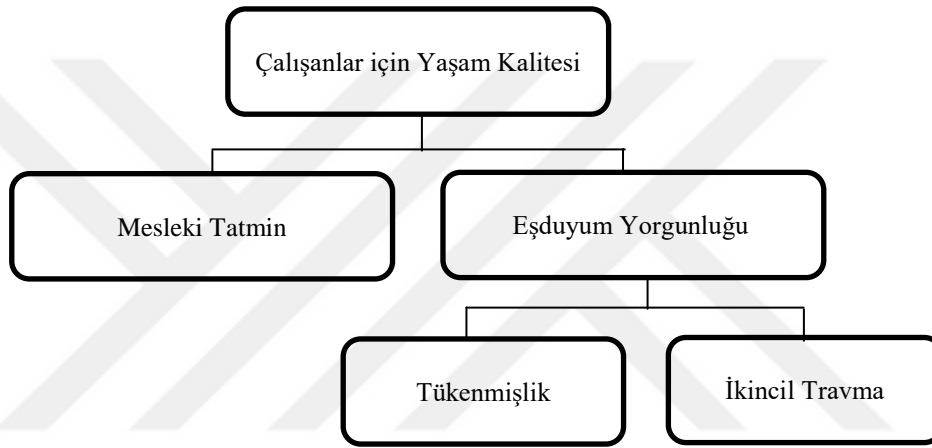 Çalışanlar için Yaşam Kalitesi
Mesleki Tatmin
Eşduyum Yorgunluğu
Tükenmişlik
İkincil Travma